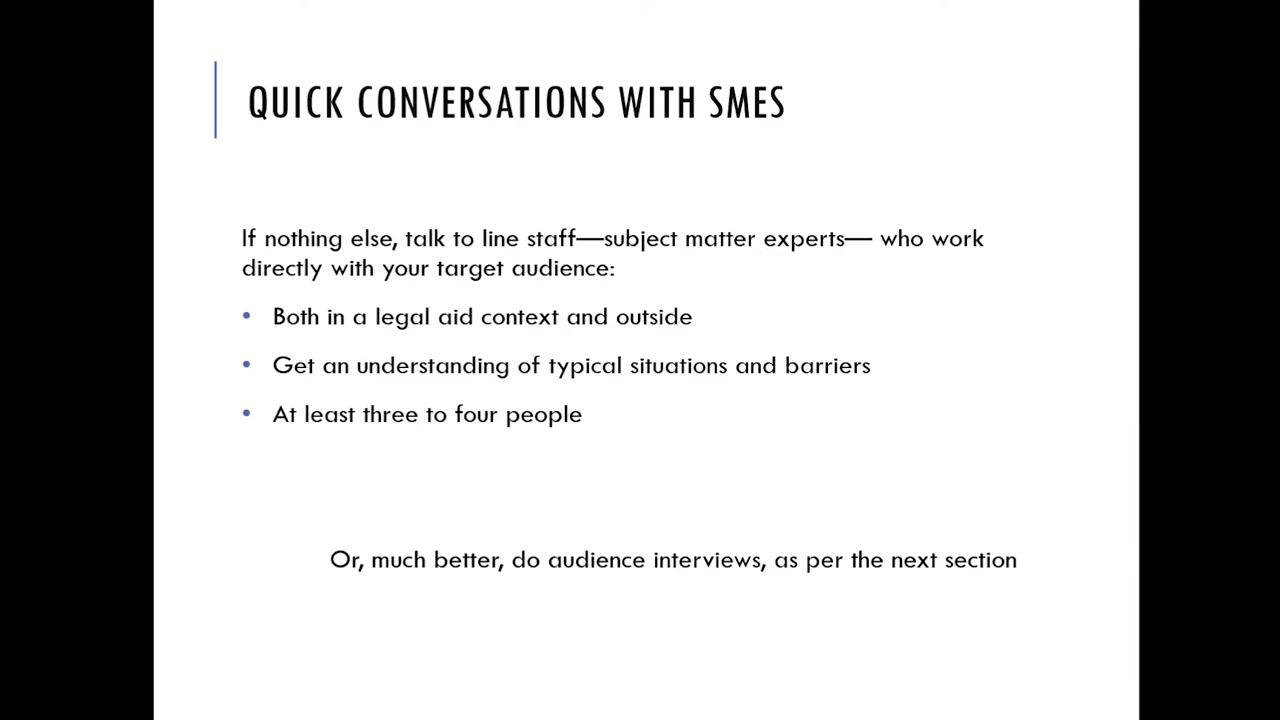 QUICK CONVERSATIONS WITH SMES
If nothing else, talk to line staff—subject matter experts— who work
directly with your target audience:
• Both in a legal aid context and outside
• Get an understanding of typical situations and barriers
• At least three to four people
Or, much better, do audience interviews, as per the next section